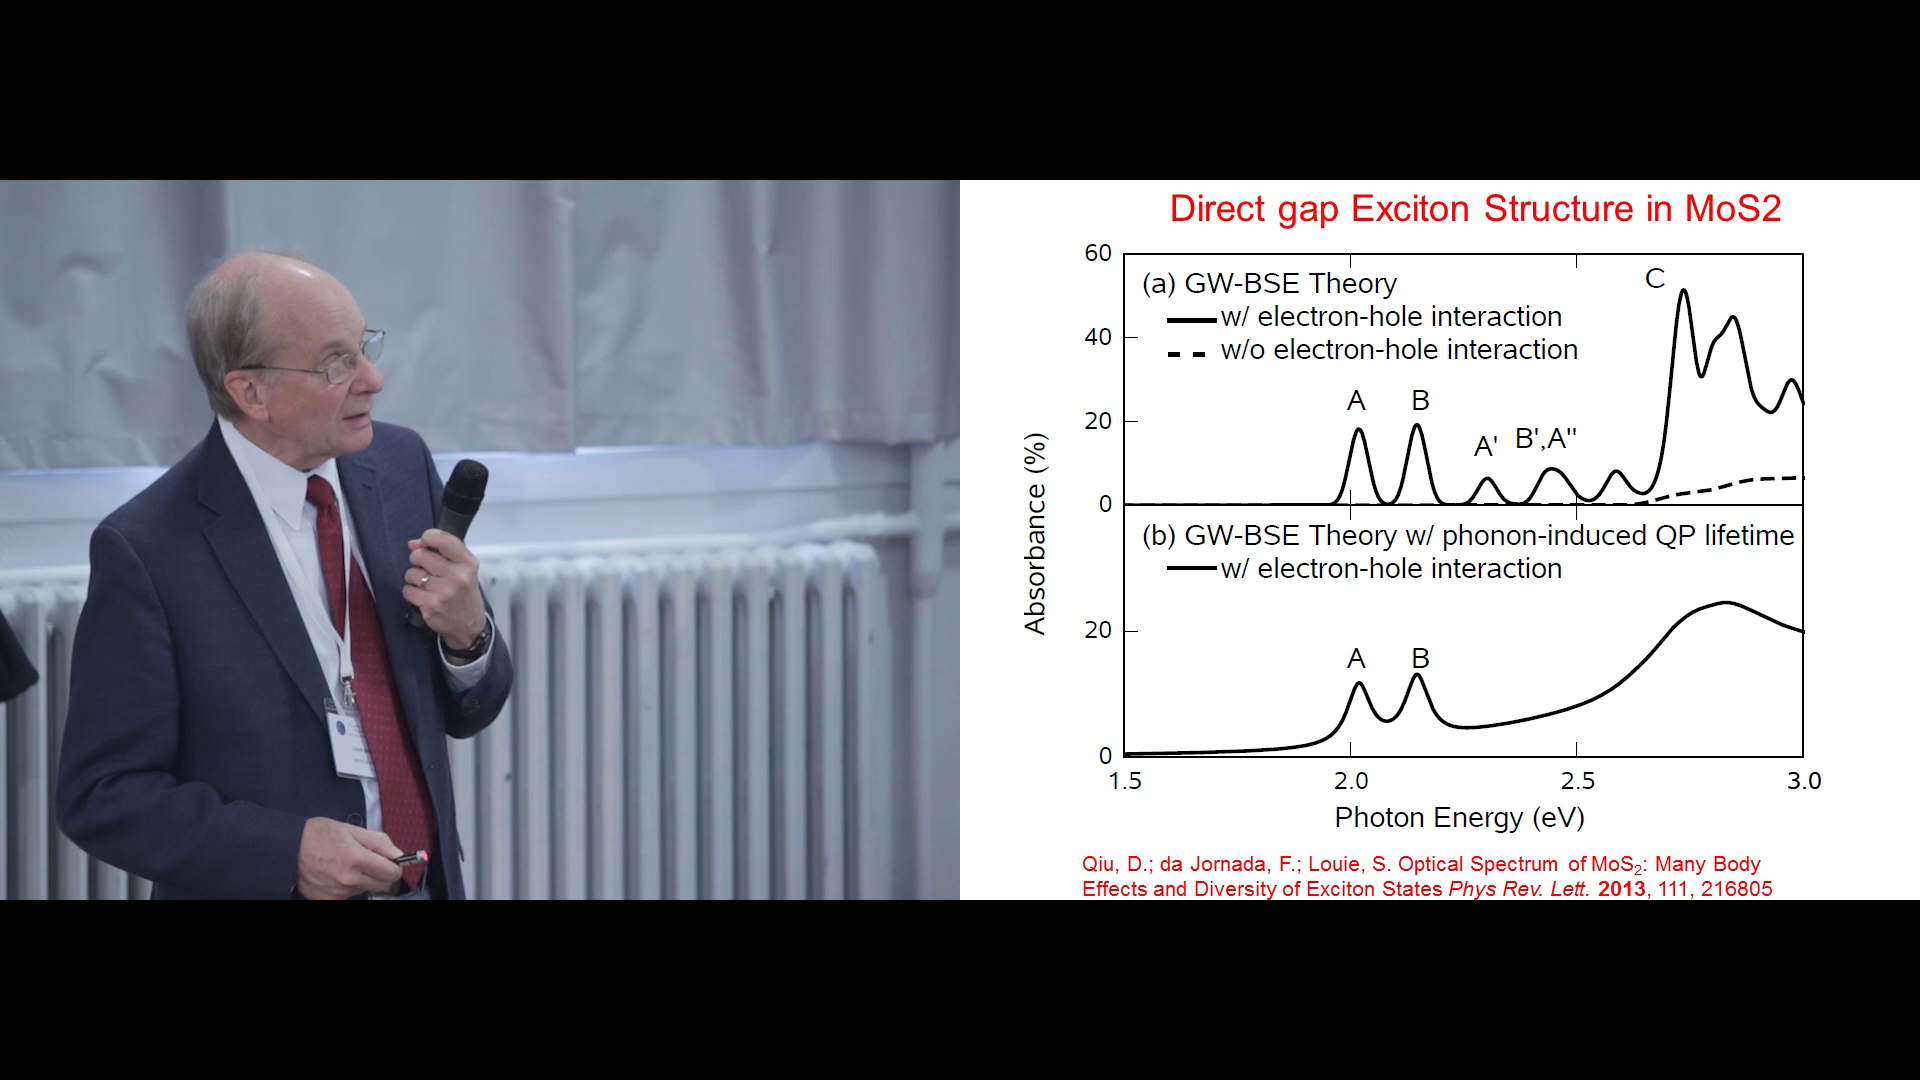 Direct gap Exciton Structure in MoS2
60
(a) GW-BSE Theory
C
w/ electron-hole interaction
40
w/o electron-hole interaction
A
B
20
A'
B',A''
0
Absorbance (%)
(b) GW-BSE Theory w/ phonon-induced QP lifetime
w/ electron-hole interaction
20
A
B
0
1.5
2.0
2.5
3.0
Photon Energy (eV)
Qiu, D.; da Jornada, F.; Louie, S. Optical Spectrum of MoS₂: Many Body
Effects and Diversity of Exciton States Phys Rev. Lett. 2013, 111, 216805